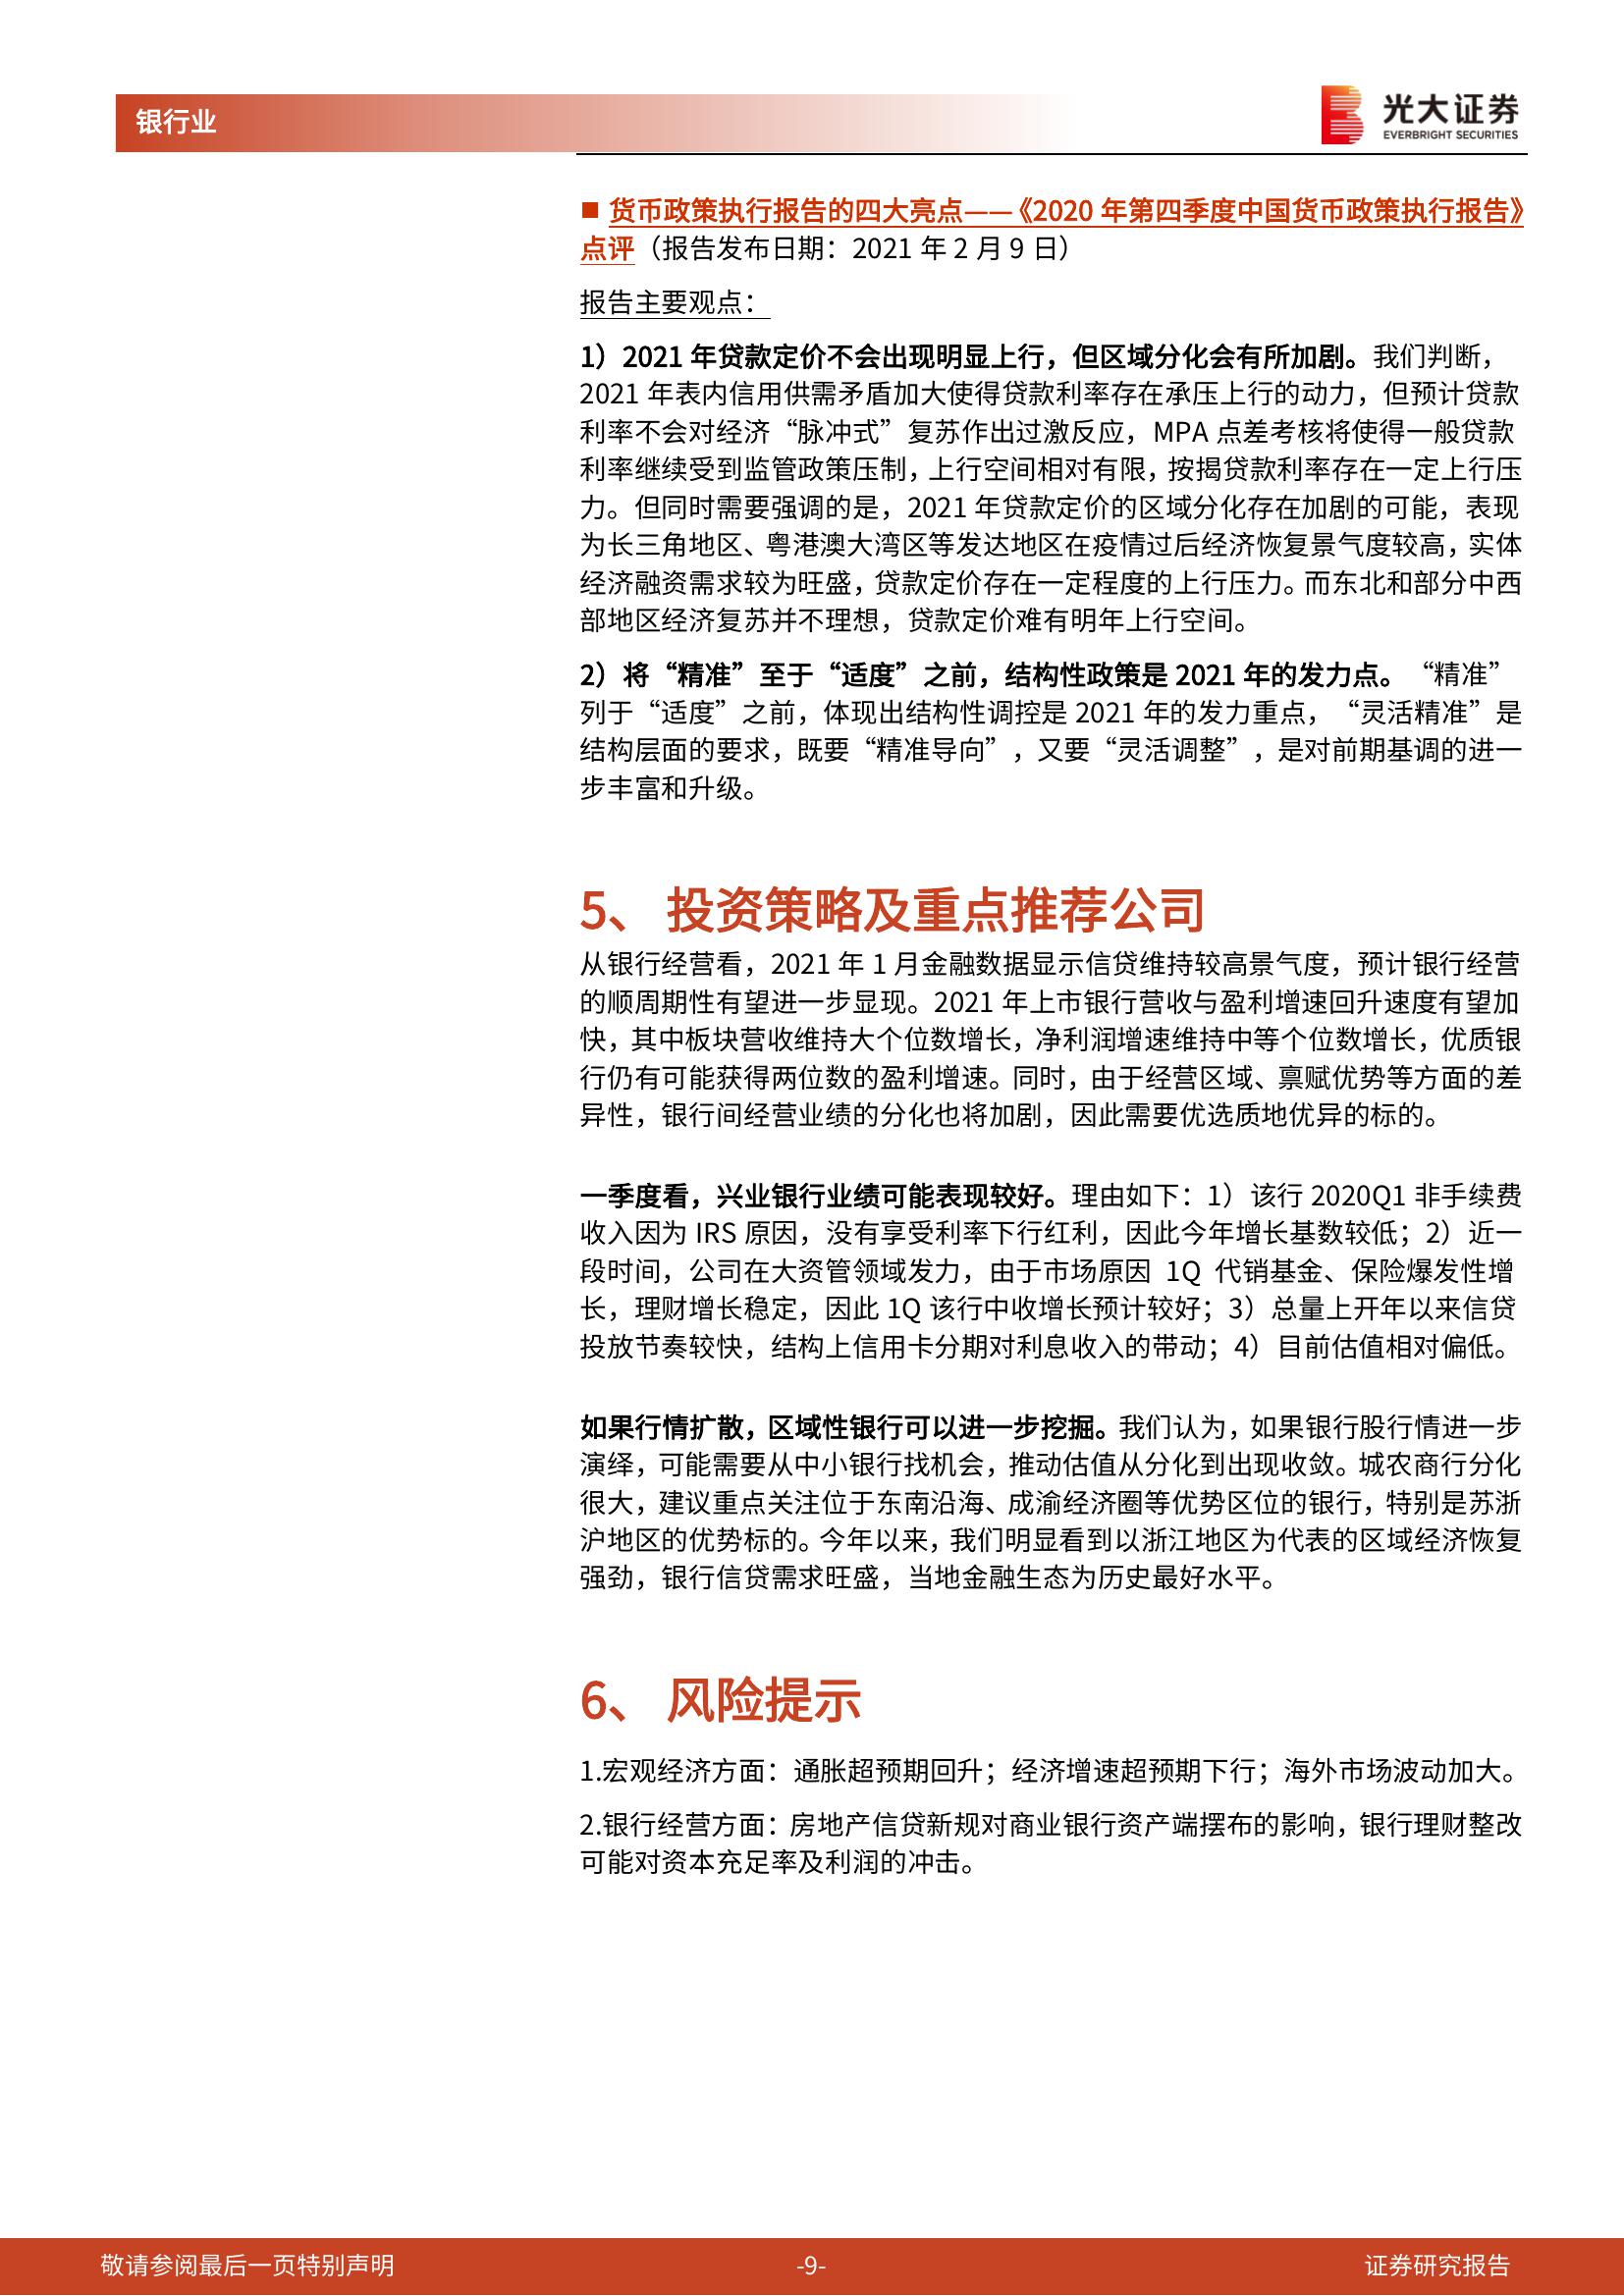 银行业
光大证券
EVERBRIGHT SECURITIES
■ 货币政策执行报告的四大亮点——《2020 年第四季度中国货币政策执行报告》
点评（报告发布日期：2021 年 2 月 9 日）
报告主要观点：
1）2021 年贷款定价不会出现明显上行，但区域分化会有所加剧。我们判断，
2021 年表内信用供需矛盾加大使得贷款利率存在承压上行的动力，但预计贷款
利率不会对经济“脉冲式”复苏作出过激反应，MPA 点差考核将使得一般贷款
利率继续受到监管政策压制，上行空间相对有限，按揭贷款利率存在一定上行压
力。但同时需要强调的是，2021 年贷款定价的区域分化存在加剧的可能，表现
为长三角地区、粤港澳大湾区等发达地区在疫情过后经济恢复景气度较高，实体
经济融资需求较为旺盛，贷款定价存在一定程度的上行压力。而东北和部分中西
部地区经济复苏并不理想，贷款定价难有明年上行空间。
2）将“精准”至于“适度”之前，结构性政策是 2021 年的发力点。“精准”
列于“适度”之前，体现出结构性调控是 2021 年的发力重点，“灵活精准”是
结构层面的要求，既要“精准导向”，又要“灵活调整”，是对前期基调的进一
步丰富和升级。
5、 投资策略及重点推荐公司
从银行经营看，2021 年 1 月金融数据显示信贷维持较高景气度，预计银行经营
的顺周期性有望进一步显现。2021 年上市银行营收与盈利增速回升速度有望加
快，其中板块营收维持大个位数增长，净利润增速维持中等个位数增长，优质银
行仍有可能获得两位数的盈利增速。同时，由于经营区域、禀赋优势等方面的差
异性，银行间经营业绩的分化也将加剧，因此需要优选质地优异的标的。
一季度看，兴业银行业绩可能表现较好。理由如下：1）该行 2020Q1 非手续费
收入因为 IRS 原因，没有享受利率下行红利，因此今年增长基数较低；2）近一
段时间，公司在大资管领域发力，由于市场原因 1Q 代销基金、保险爆发性增
长，理财增长稳定，因此 1Q 该行中收增长预计较好；3）总量上开年以来信贷
投放节奏较快，结构上信用卡分期对利息收入的带动；4）目前估值相对偏低。
如果行情扩散，区域性银行可以进一步挖掘。我们认为，如果银行股行情进一步
演绎，可能需要从中小银行找机会，推动估值从分化到出现收敛。城农商行分化
很大，建议重点关注位于东南沿海、成渝经济圈等优势区位的银行，特别是苏浙
沪地区的优势标的。今年以来，我们明显看到以浙江地区为代表的区域经济恢复
强劲，银行信贷需求旺盛，当地金融生态为历史最好水平。
6、 风险提示
1.宏观经济方面：通胀超预期回升；经济增速超预期下行；海外市场波动加大。
2.银行经营方面：房地产信贷新规对商业银行资产端摆布的影响，银行理财整改
可能对资本充足率及利润的冲击。
敬请参阅最后一页特别声明
-9-
证券研究报告